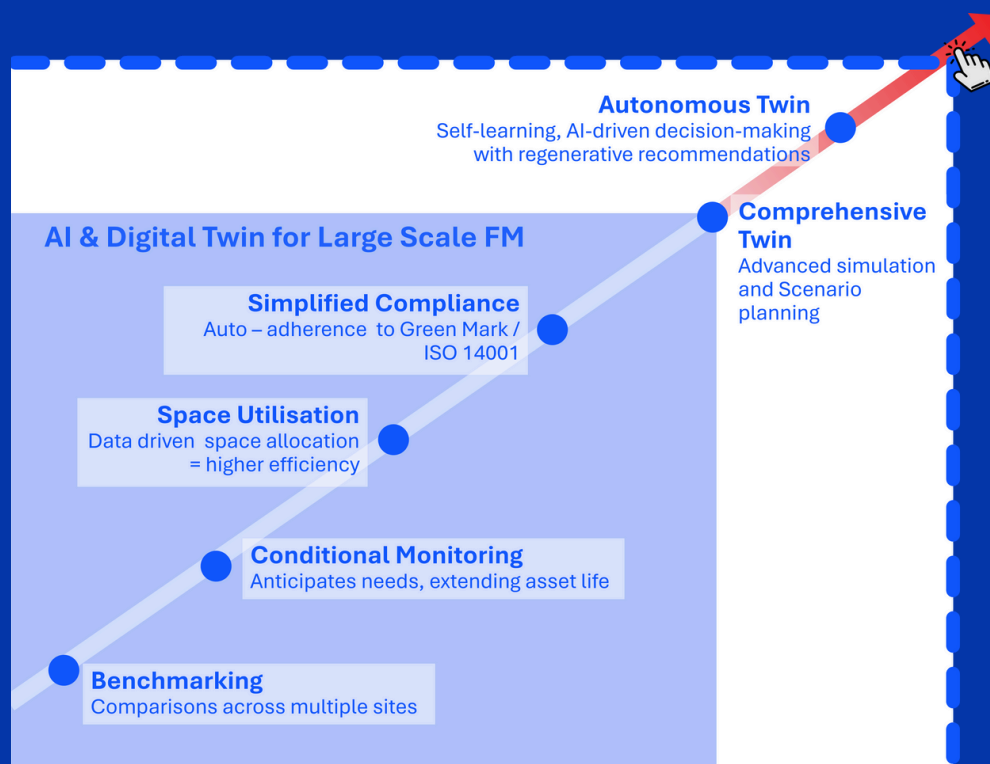 Autonomous Twin
Self-learning, AI-driven decision-making
with regenerative recommendations
Comprehensive
Twin
Advanced simulation
and Scenario
planning
AI & Digital Twin for Large Scale FM
Simplified Compliance
Auto – adherence  to Green Mark /
ISO 14001
Space Utilisation
Data driven  space allocation
= higher efficiency
Conditional Monitoring
Anticipates needs, extending asset life
Benchmarking
Comparisons across multiple sites